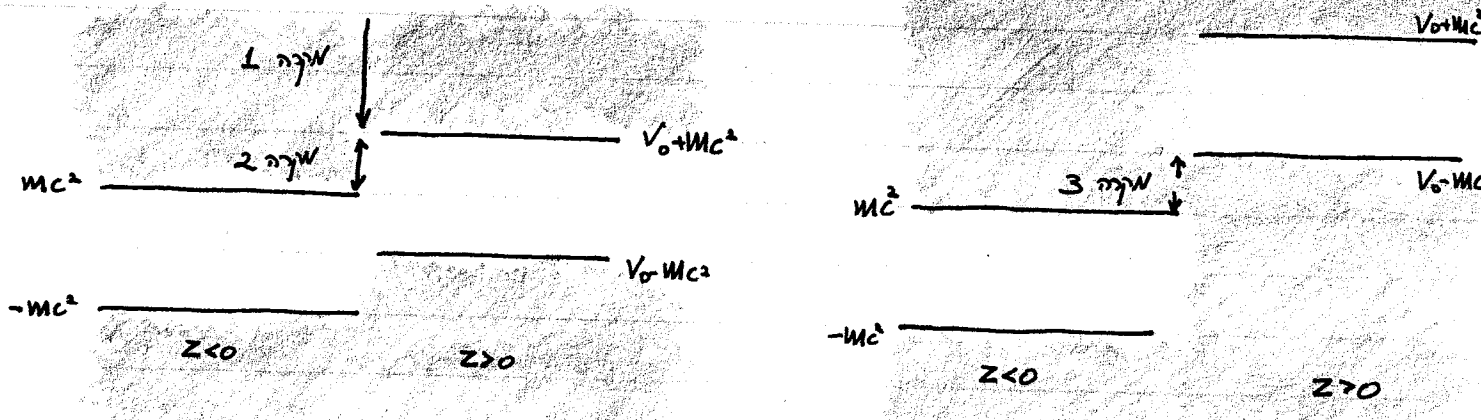 מקרה 1
מקרה 2
V₀+mc²
mc²
V₀-mc²
-mc²
z<0
z>0
V₀+mc²
מקרה 3
V₀-mc
mc²
-mc²
z<0
z>0